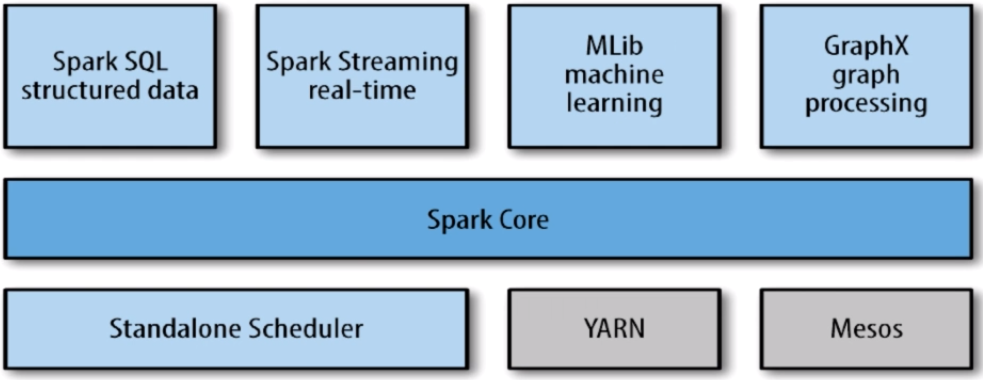 Spark SQL
structured data
Spark Streaming
real-time
MLib
machine
learning
GraphX
graph
processing
Spark Core
Standalone Scheduler
YARN
Mesos